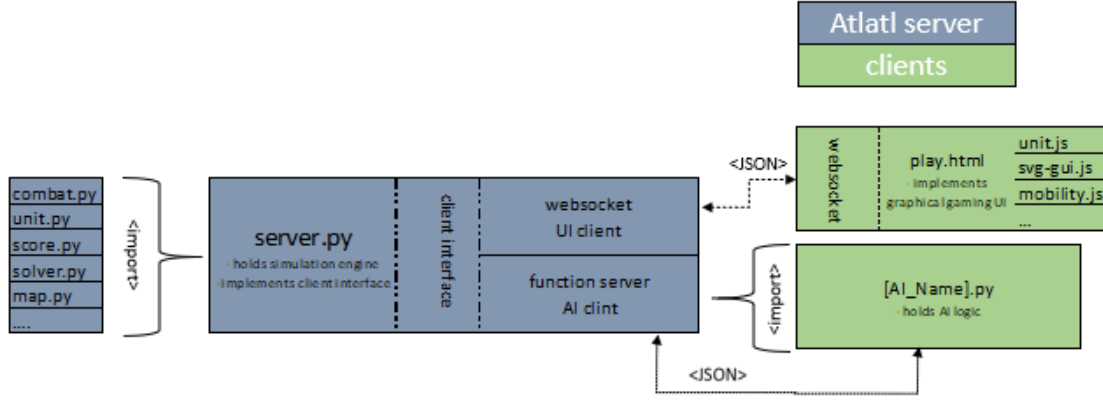 Atlatl server
clients
combat.py
unit.py
score.py
solver.py
map.py
....
<import>
server.py
· holds simulation engine
·implements client interface
client interface
websocket
UI client
function server
AI clint
<JSON>
websocket
play.html
· implements
graphical gaming UI
unit.js
svg-gui.js
mobility.js
...
<import>
[AI_Name].py
· holds AI logic
<JSON>